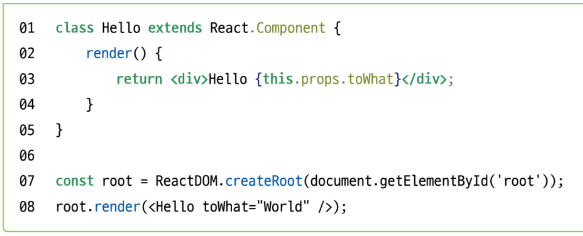 01 class Hello extends React.Component {
02     render() {
03         return <div>Hello {this.props.toWhat}</div>;
04     }
05 }
06
07 const root = ReactDOM.createRoot(document.getElementById('root'));
08 root.render(<Hello toWhat="World" />);